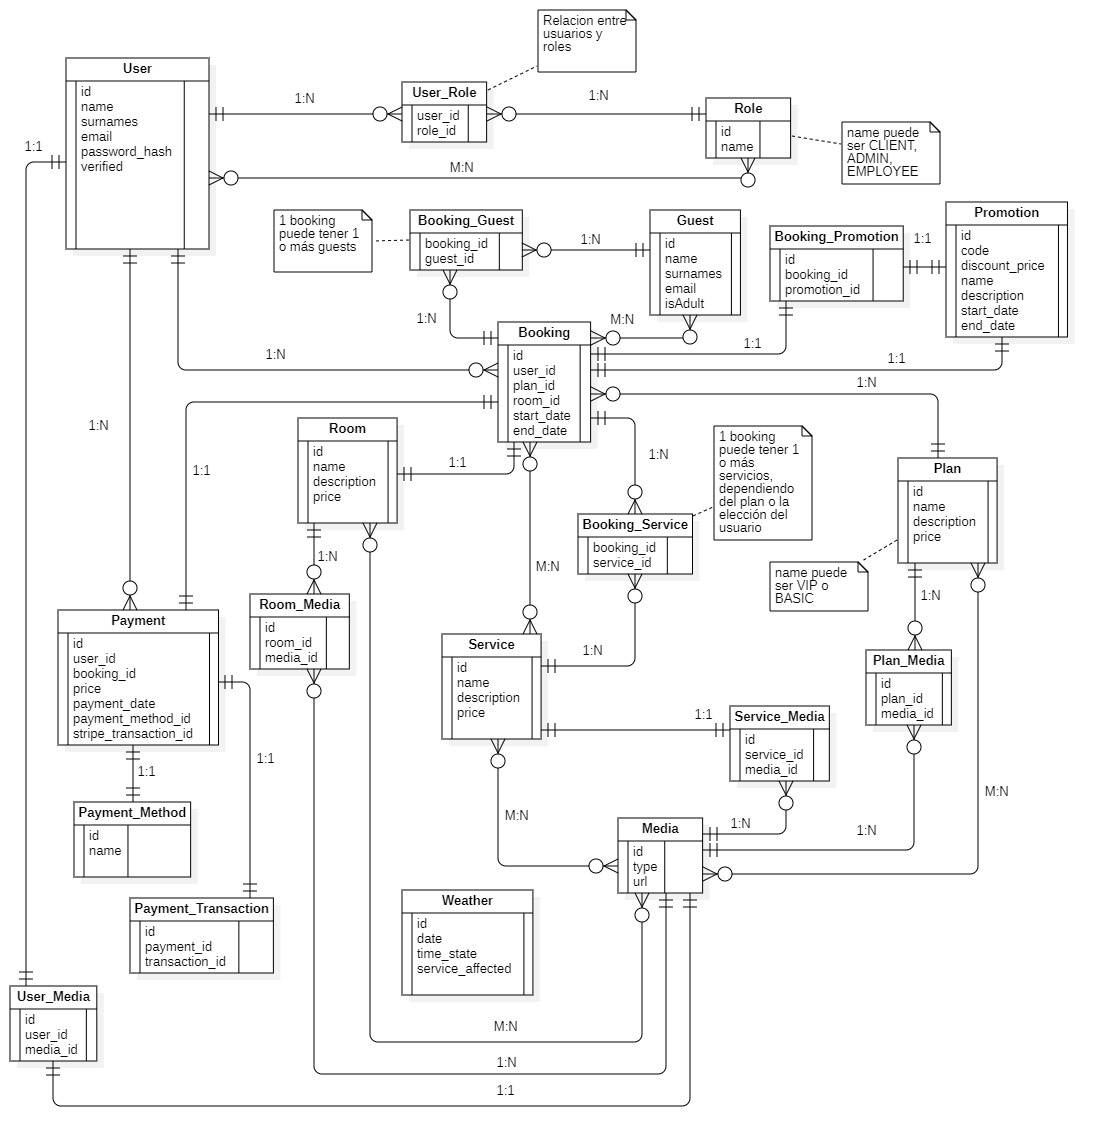 Relacion entre
usuarios y
roles
User
id
name
surnames
email
password_hash
verified
1:N
User_Role
user_id
role_id
1:N
Role
id
name
name puede
ser CLIENT,
ADMIN,
EMPLOYEE
1:1
M:N
1 booking
puede tener 1
o más guests
Booking_Guest
booking_id
guest_id
1:N
Guest
id
name
surnames
email
isAdult
Booking_Promotion
id
booking_id
promotion_id
1:1
Promotion
id
code
discount_price
name
description
start_date
end_date
1:N
M:N
1:1
1:1
1:N
Booking
id
user_id
plan_id
room_id
start_date
end_date
1:N
1:N
1:1
Room
id
name
description
price
1:1
1:N
1 booking
puede tener 1
o más
servicios,
dependiendo
del plan o la
elección del
usuario
Plan
id
name
description
price
Booking_Service
booking_id
service_id
name puede
ser VIP o
BASIC
1:N
M:N
1:N
Room_Media
id
room_id
media_id
Payment
id
user_id
booking_id
price
payment_date
payment_method_id
stripe_transaction_id
Service
id
name
description
price
1:N
Plan_Media
id
plan_id
media_id
1:1
Service_Media
id
service_id
media_id
1:1
1:1
M:N
Payment_Method
id
name
M:N
1:N
1:N
Media
id
type
url
Payment_Transaction
id
payment_id
transaction_id
Weather
id
date
time_state
service_affected
User_Media
id
user_id
media_id
M:N
1:N
1:1